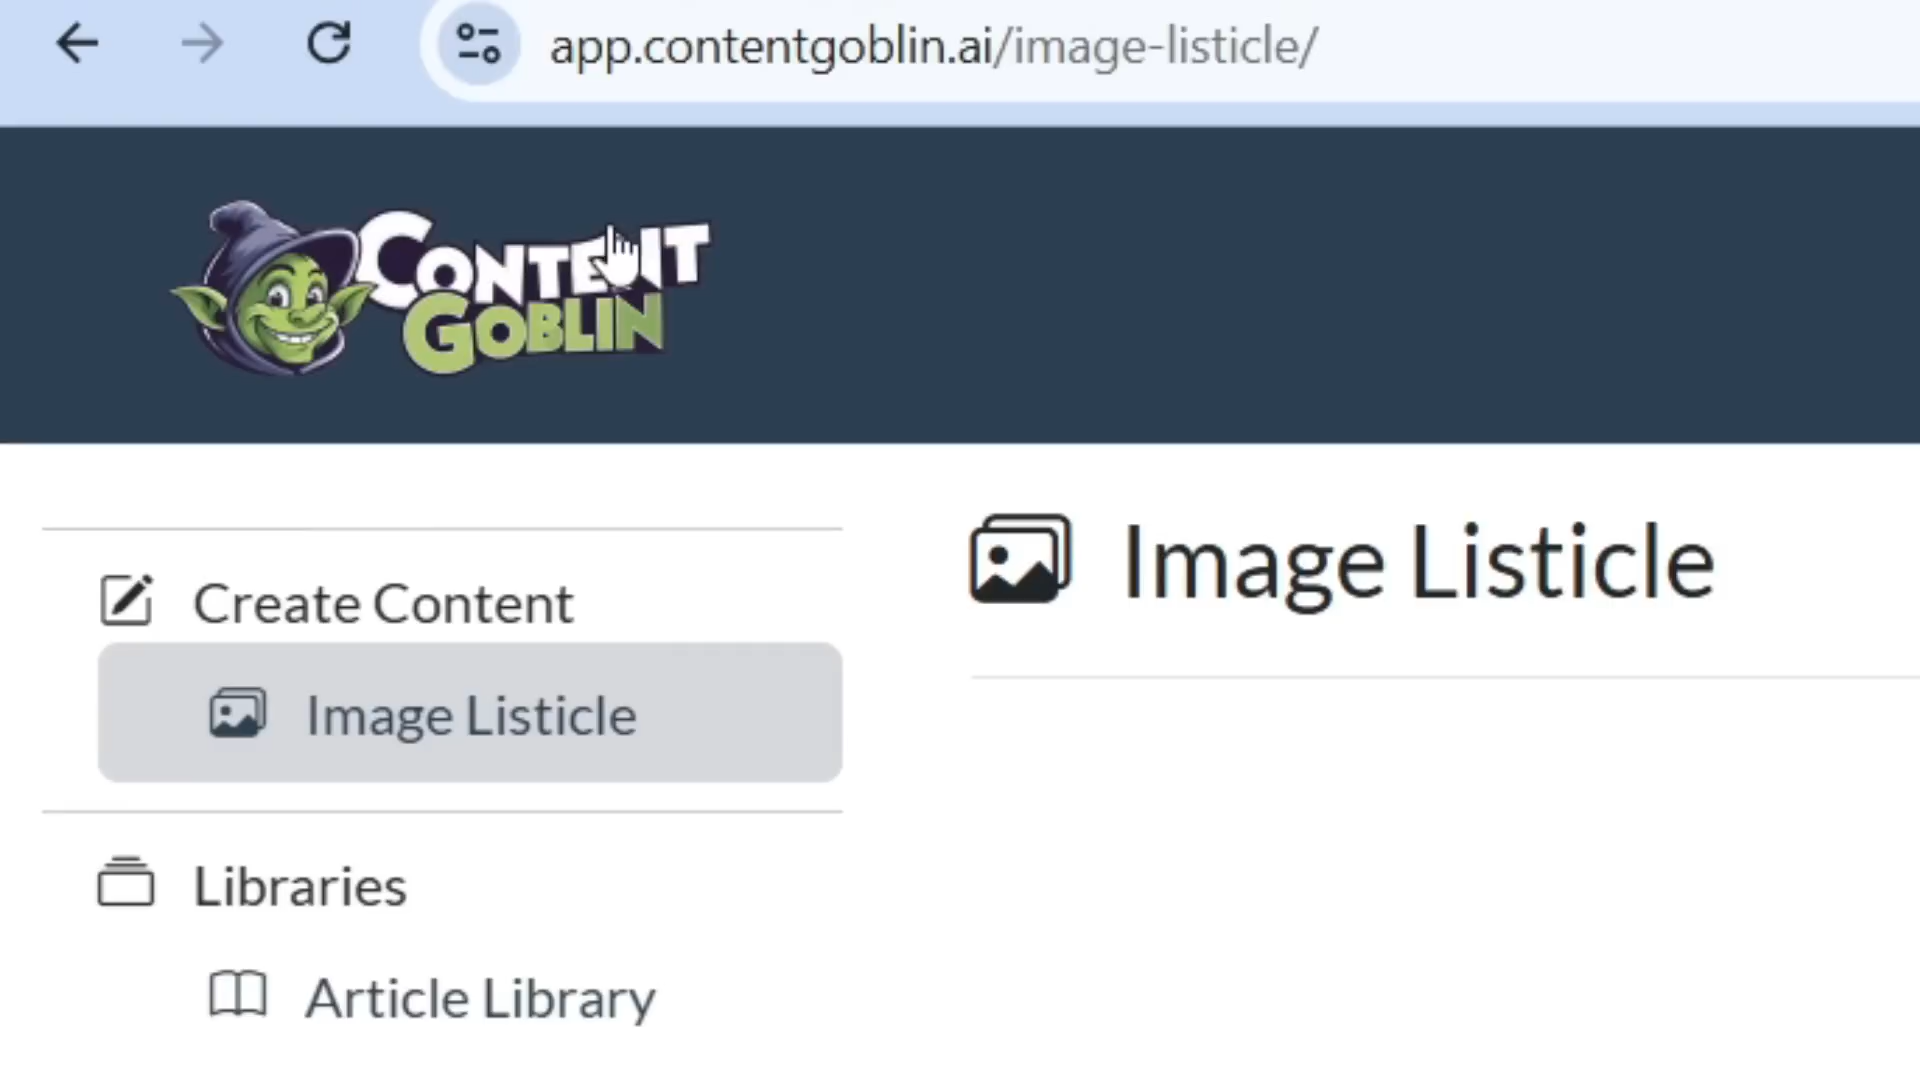 app.contentgoblin.ai/image-listicle/
CONTENT
GOBLIN
Image Listicle
Create Content
Image Listicle
Libraries
Article Library